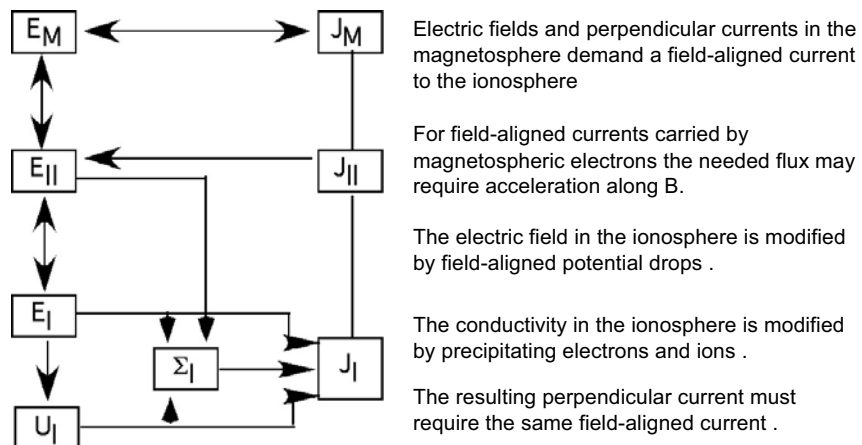 E_M
J_M
Electric fields and perpendicular currents in the
magnetosphere demand a field-aligned current
to the ionosphere
E_||
J_||
For field-aligned currents carried by
magnetospheric electrons the needed flux may
require acceleration along B.
The electric field in the ionosphere is modified
by field-aligned potential drops .
E_I
Σ_I
J_I
The conductivity in the ionosphere is modified
by precipitating electrons and ions .
U_I
The resulting perpendicular current must
require the same field-aligned current .